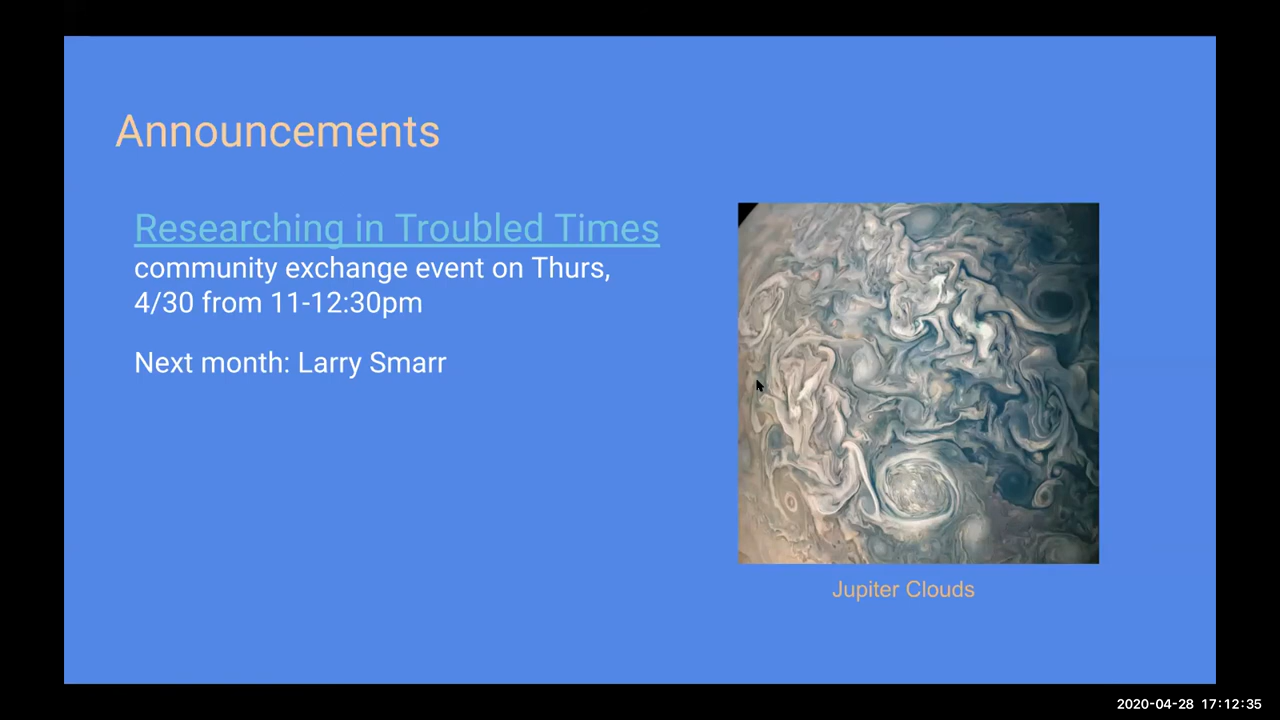 Announcements
Researching in Troubled Times
community exchange event on Thurs,
4/30 from 11-12:30pm
Next month: Larry Smarr
Jupiter Clouds
2020-04-28 17:12:35